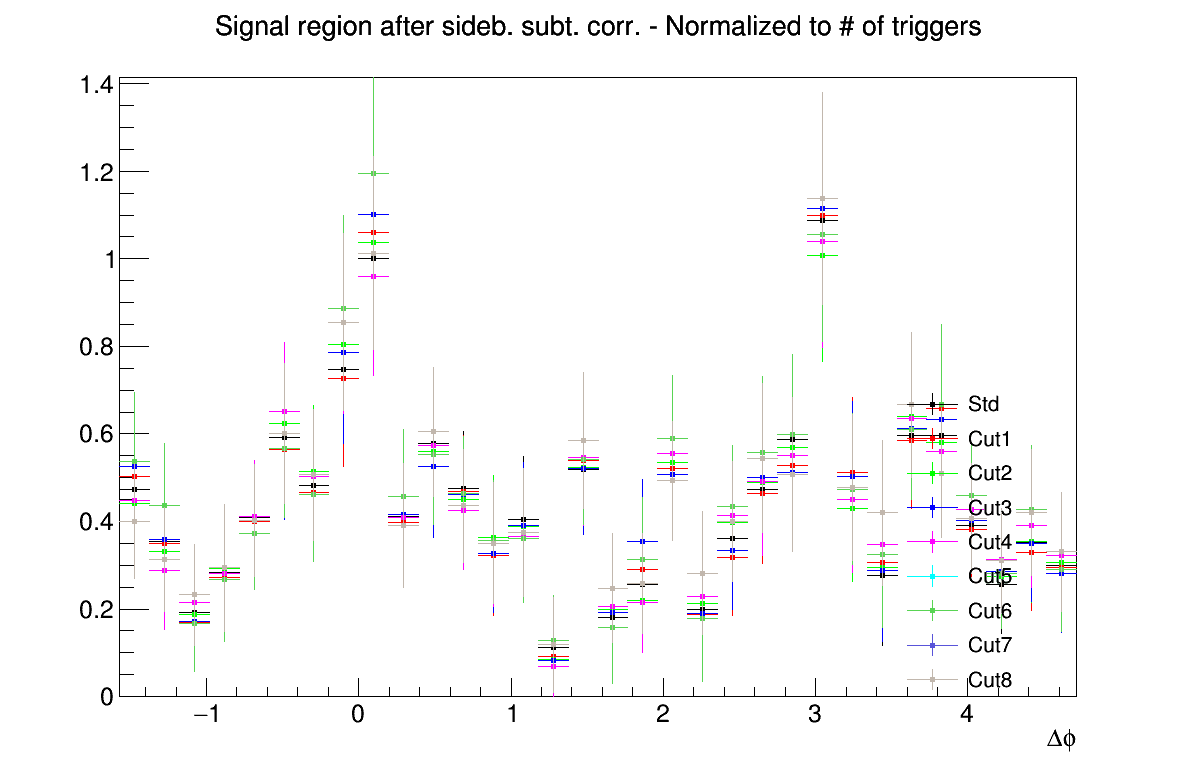 Signal region after sideb. subt. corr. - Normalized to # of triggers
1.4
1.2
1
0.8
0.6
0.4
0.2
0
−1
0
1
2
3
4
Δϕ
Std
Cut1
Cut2
Cut3
Cut4
Cut5
Cut6
Cut7
Cut8